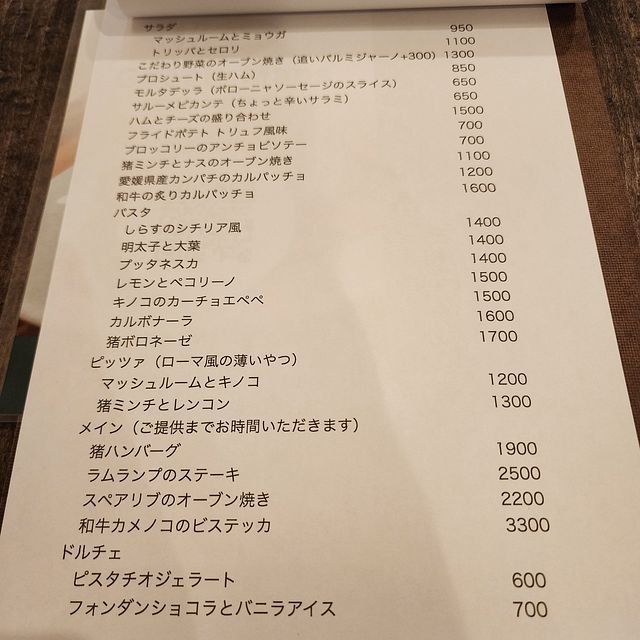 サラダ
マッシュルームとミョウガ 950
トリッパとセロリ 1100
こだわり野菜のオーブン焼き（追いパルミジャーノ+300）1300
プロシュート（生ハム） 850
モルタデッラ（ボローニャソーセージのスライス） 650
サルーメピカンテ（ちょっと辛いサラミ） 650
ハムとチーズの盛り合わせ 1500
フライドポテト トリュフ風味 700
ブロッコリーのアンチョビソテー 700
猪ミンチとナスのオーブン焼き 1100
愛媛県産カンパチのカルパッチョ 1200
和牛の炙りカルパッチョ 1600
パスタ
しらすのシチリア風 1400
明太子と大葉 1400
プッタネスカ 1400
レモンとペコリーノ 1500
キノコのカーチョエペペ 1500
カルボナーラ 1600
猪ボロネーゼ 1700
ピッツァ（ローマ風の薄いやつ）
マッシュルームとキノコ 1200
猪ミンチとレンコン 1300
メイン（ご提供までお時間いただきます）
猪ハンバーグ 1900
ラムランプのステーキ 2500
スペアリブのオーブン焼き 2200
和牛カメノコのビステッカ 3300
ドルチェ
ピスタチオジェラート 600
フォンダンショコラとバニラアイス 700